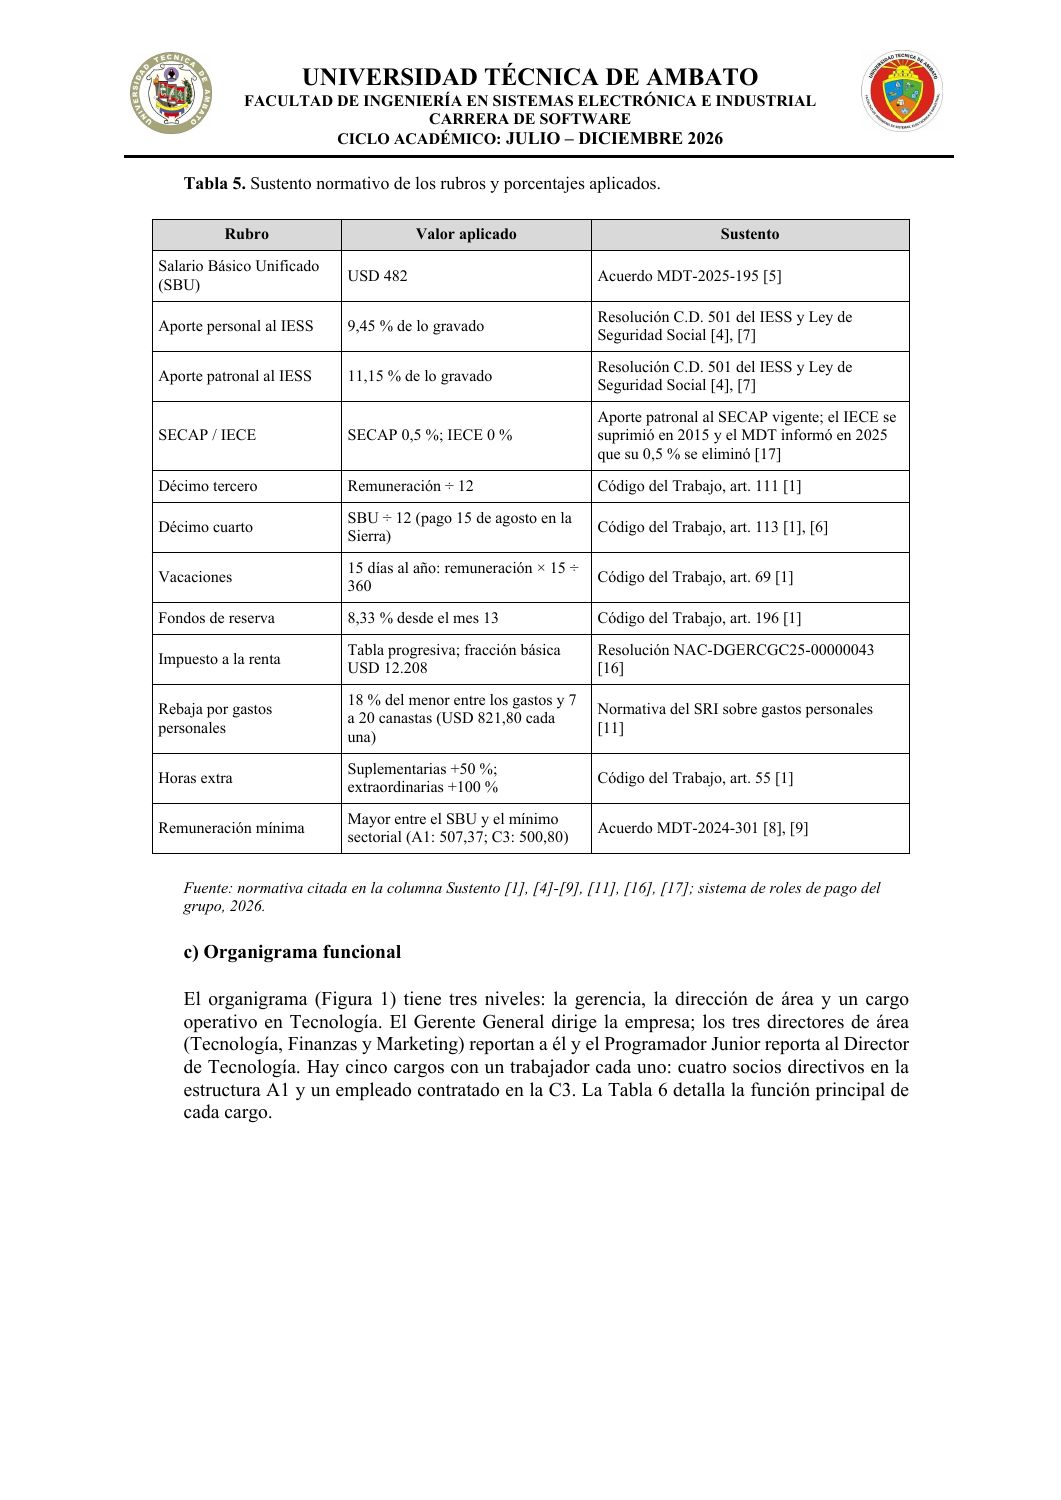 UNIVERSIDAD TÉCNICA DE AMBATO
FACULTAD DE INGENIERÍA EN SISTEMAS ELECTRÓNICA E INDUSTRIAL
CARRERA DE SOFTWARE
CICLO ACADÉMICO: JULIO – DICIEMBRE 2026
Tabla 5. Sustento normativo de los rubros y porcentajes aplicados.
Rubro
Valor aplicado
Sustento
Salario Básico Unificado
(SBU)
USD 482
Acuerdo MDT-2025-195 [5]
Aporte personal al IESS
9,45 % de lo gravado
Resolución C.D. 501 del IESS y Ley de
Seguridad Social [4], [7]
Aporte patronal al IESS
11,15 % de lo gravado
Resolución C.D. 501 del IESS y Ley de
Seguridad Social [4], [7]
SECAP / IECE
SECAP 0,5 %; IECE 0 %
Aporte patronal al SECAP vigente; el IECE se
suprimió en 2015 y el MDT informó en 2025
que su 0,5 % se eliminó [17]
Décimo tercero
Remuneración ÷ 12
Código del Trabajo, art. 111 [1]
Décimo cuarto
SBU ÷ 12 (pago 15 de agosto en la
Sierra)
Código del Trabajo, art. 113 [1], [6]
Vacaciones
15 días al año: remuneración × 15 ÷
360
Código del Trabajo, art. 69 [1]
Fondos de reserva
8,33 % desde el mes 13
Código del Trabajo, art. 196 [1]
Impuesto a la renta
Tabla progresiva; fracción básica
USD 12.208
Resolución NAC-DGERCGC25-00000043
[16]
Rebaja por gastos
personales
18 % del menor entre los gastos y 7
a 20 canastas (USD 821,80 cada
una)
Normativa del SRI sobre gastos personales
[11]
Horas extra
Suplementarias +50 %;
extraordinarias +100 %
Código del Trabajo, art. 55 [1]
Remuneración mínima
Mayor entre el SBU y el mínimo
sectorial (A1: 507,37; C3: 500,80)
Acuerdo MDT-2024-301 [8], [9]
Fuente: normativa citada en la columna Sustento [1], [4]-[9], [11], [16], [17]; sistema de roles de pago del
grupo, 2026.
c) Organigrama funcional
El organigrama (Figura 1) tiene tres niveles: la gerencia, la dirección de área y un cargo
operativo en Tecnología. El Gerente General dirige la empresa; los tres directores de área
(Tecnología, Finanzas y Marketing) reportan a él y el Programador Junior reporta al Director
de Tecnología. Hay cinco cargos con un trabajador cada uno: cuatro socios directivos en la
estructura A1 y un empleado contratado en la C3. La Tabla 6 detalla la función principal de
cada cargo.